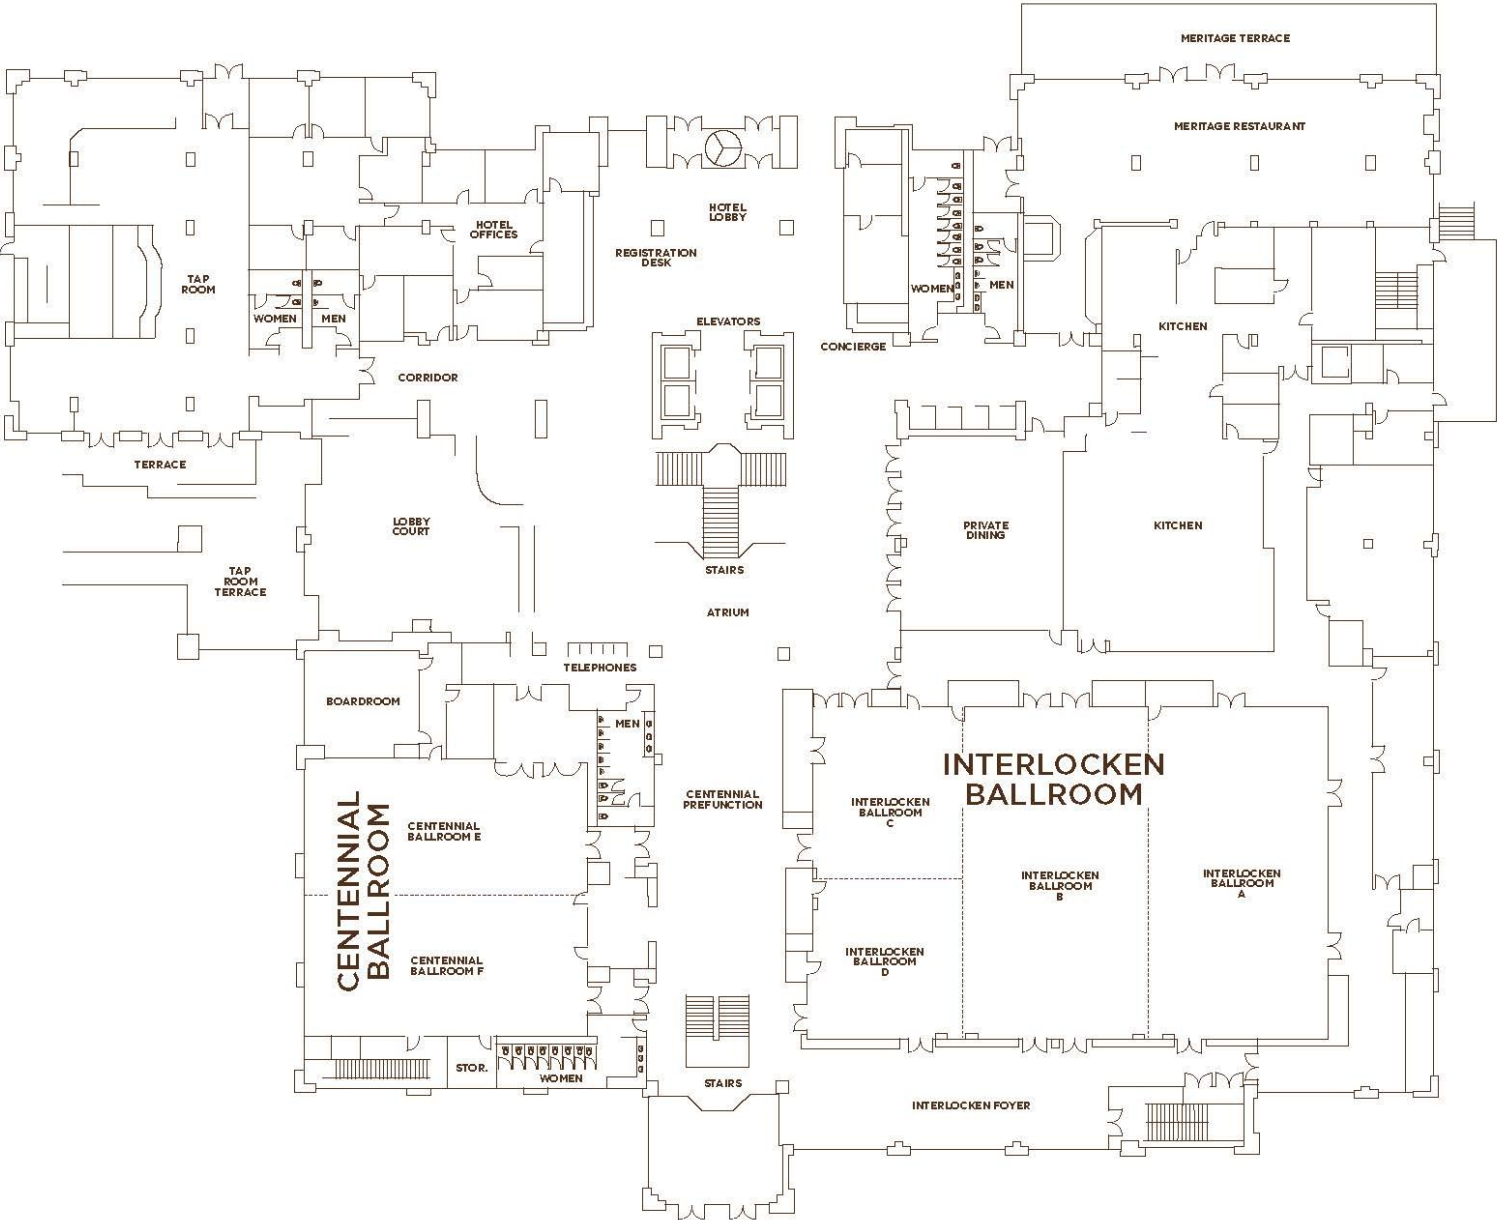 MERITAGE TERRACE
MERITAGE RESTAURANT
HOTEL
LOBBY
HOTEL
OFFICES
REGISTRATION
DESK
TAP
ROOM
WOMEN
MEN
WOMEN
MEN
ELEVATORS
KITCHEN
CONCIERGE
CORRIDOR
TERRACE
LOBBY
COURT
PRIVATE
DINING
KITCHEN
STAIRS
TAP
ROOM
TERRACE
ATRIUM
TELEPHONES
BOARDROOM
MEN
INTERLOCKEN
BALLROOM
CENTENNIAL
PREFUNCTION
INTERLOCKEN
BALLROOM
C
CENTENNIAL
BALLROOM E
CENTENNIAL
BALLROOM
INTERLOCKEN
BALLROOM
B
INTERLOCKEN
BALLROOM
A
CENTENNIAL
BALLROOM F
INTERLOCKEN
BALLROOM
D
STOR.
WOMEN
STAIRS
INTERLOCKEN FOYER